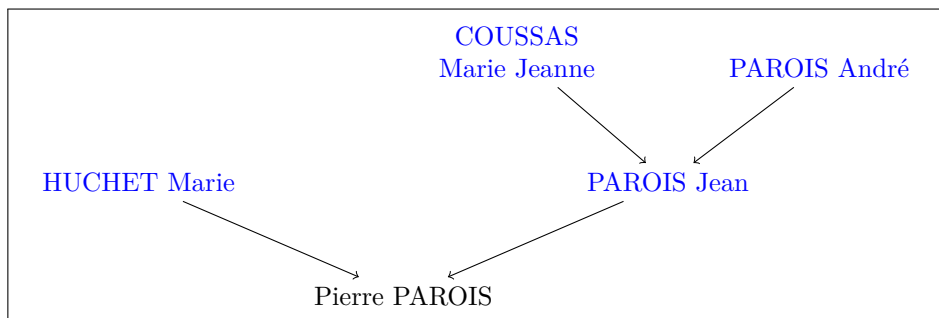 COUSSAS
Marie Jeanne
PAROIS André
HUCHET Marie
PAROIS Jean
Pierre PAROIS